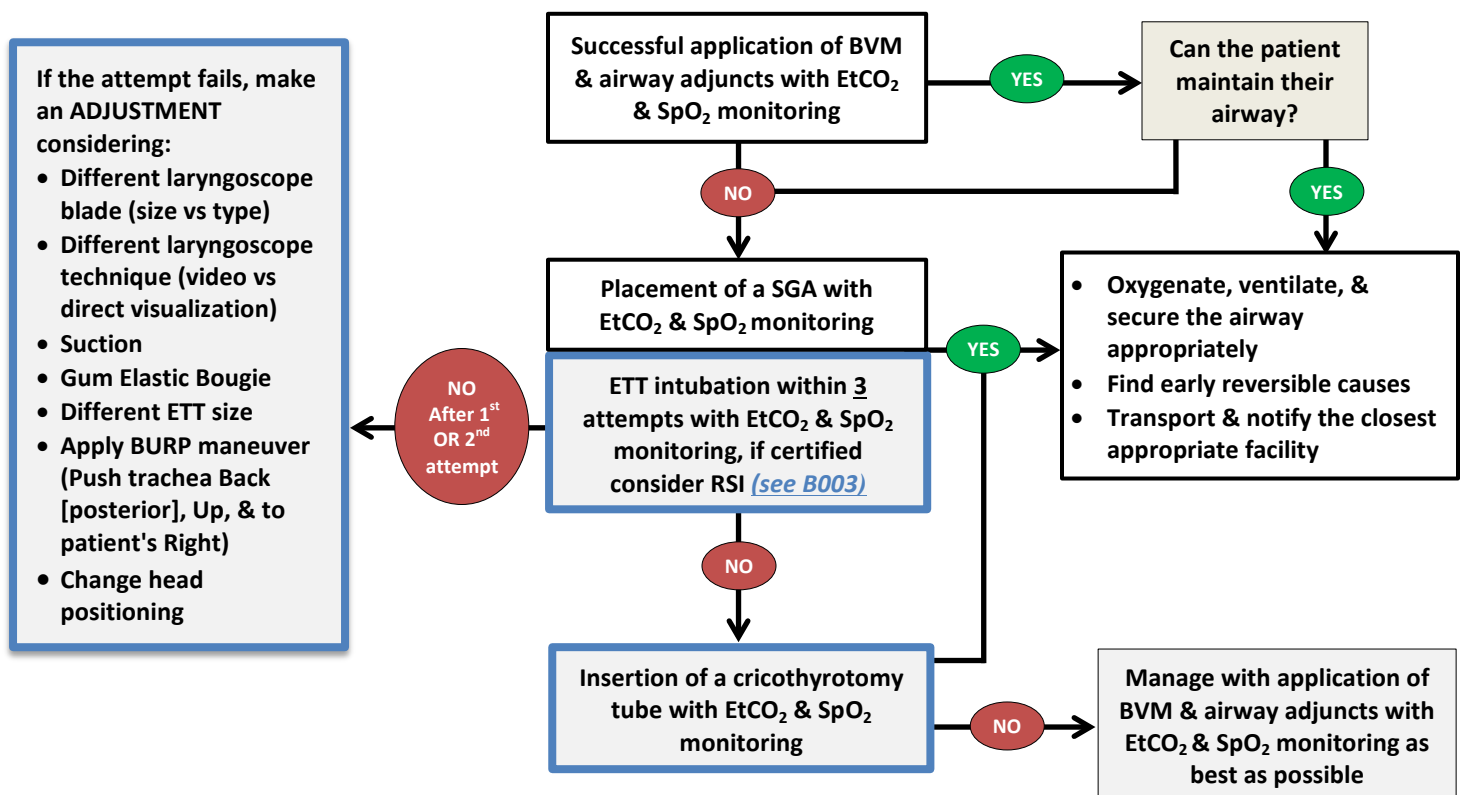 Successful application of BVM
& airway adjuncts with EtCO₂
& SpO₂ monitoring
YES
Can the patient
maintain their
airway?
NO
YES
If the attempt fails, make
an ADJUSTMENT
considering:
• Different laryngoscope
blade (size vs type)
• Different laryngoscope
technique (video vs
direct visualization)
• Suction
• Gum Elastic Bougie
• Different ETT size
• Apply BURP maneuver
(Push trachea Back
[posterior], Up, & to
patient's Right)
• Change head
positioning
Placement of a SGA with
EtCO₂ & SpO₂ monitoring
YES
• Oxygenate, ventilate, &
secure the airway
appropriately
• Find early reversible causes
• Transport & notify the closest
appropriate facility
NO
After 1st
OR 2nd
attempt
ETT intubation within 3
attempts with EtCO₂ & SpO₂
monitoring, if certified
consider RSI (see B003)
NO
Insertion of a cricothyrotomy
tube with EtCO₂ & SpO₂
monitoring
NO
Manage with application of
BVM & airway adjuncts with
EtCO₂ & SpO₂ monitoring as
best as possible